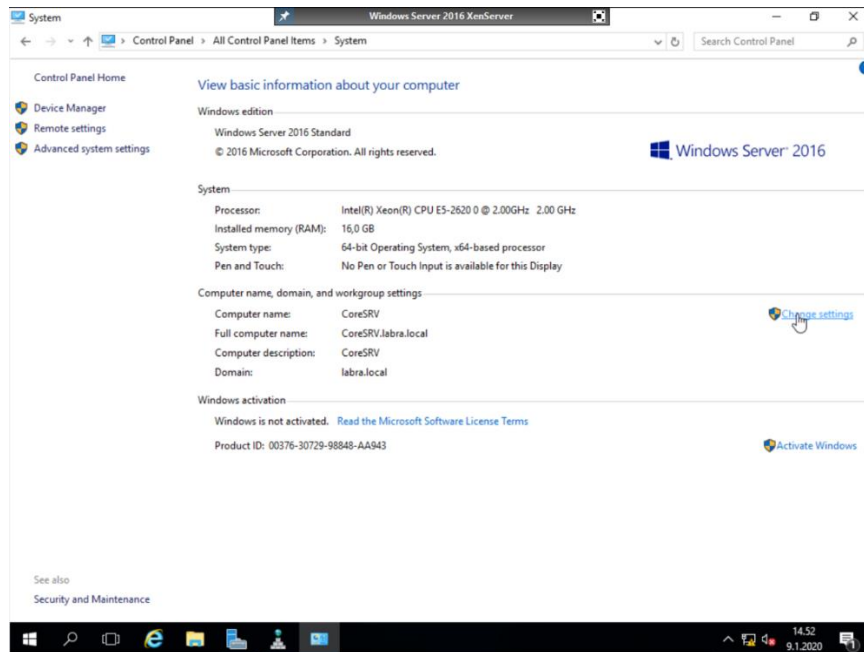 System
Windows Server 2016 XenServer
Control Panel > All Control Panel Items > System
Search Control Panel
Control Panel Home
Device Manager
Remote settings
Advanced system settings
View basic information about your computer
Windows edition
Windows Server 2016 Standard
© 2016 Microsoft Corporation. All rights reserved.
Windows Server® 2016
System
Processor: Intel(R) Xeon(R) CPU E5-2620 0 @ 2.00GHz 2.00 GHz
Installed memory (RAM): 16,0 GB
System type: 64-bit Operating System, x64-based processor
Pen and Touch: No Pen or Touch Input is available for this Display
Computer name, domain, and workgroup settings
Computer name: CoreSRV
Change settings
Full computer name: CoreSRV.labra.local
Computer description: CoreSRV
Domain: labra.local
Windows activation
Windows is not activated. Read the Microsoft Software License Terms
Product ID: 00376-30729-98848-AA943
Activate Windows
See also
Security and Maintenance
14.52
9.1.2020
1